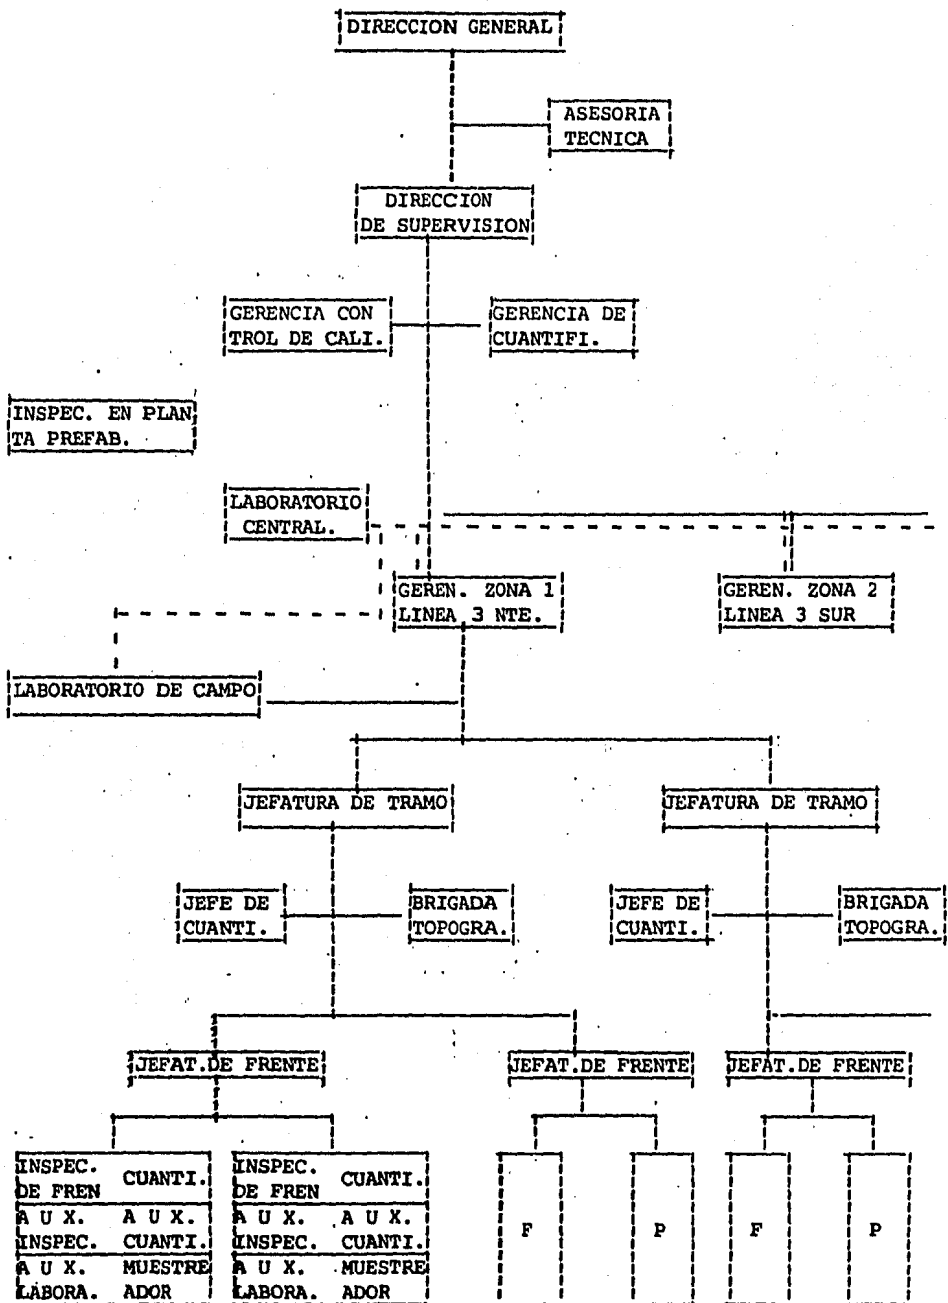 DIRECCION GENERAL
ASESORIA
TECNICA
DIRECCION
DE SUPERVISION
GERENCIA CON
TROL DE CALI.
GERENCIA DE
CUANTIFI.
INSPEC. EN PLAN
TA PREFAB.
LABORATORIO
CENTRAL.
GEREN. ZONA 1
LINEA 3 NTE.
GEREN. ZONA 2
LINEA 3 SUR
LABORATORIO DE CAMPO
JEFATURA DE TRAMO
JEFATURA DE TRAMO
JEFE DE
CUANTI.
BRIGADA
TOPOGRA.
JEFE DE
CUANTI.
BRIGADA
TOPOGRA.
JEFAT.DE FRENTE
JEFAT.DE FRENTE
JEFAT.DE FRENTE
INSPEC.
DE FREN
CUANTI.
A U X.
INSPEC.
A U X.
CUANTI.
A U X.
LABORA.
MUESTRE
ADOR
INSPEC.
DE FREN
CUANTI.
A U X.
INSPEC.
A U X.
CUANTI.
A U X.
LABORA.
MUESTRE
ADOR
F
P
F
P